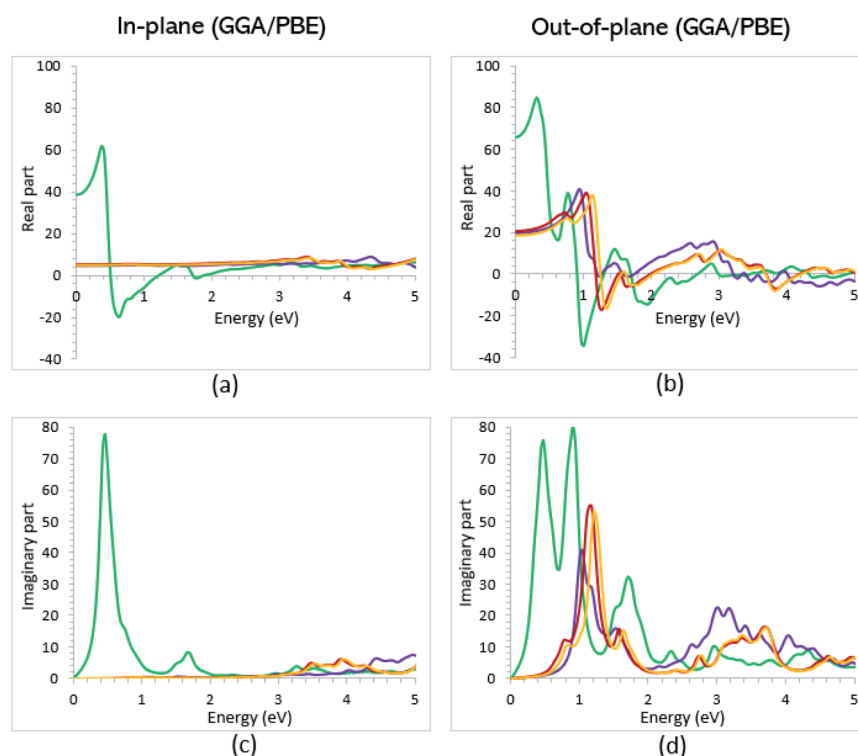 In-plane (GGA/PBE)
Out-of-plane (GGA/PBE)
100
80
60
40
20
0
-20
-40
Real part
0 1 2 3 4 5
Energy (eV)
(a)
100
80
60
40
20
0
-20
-40
Real part
0 1 2 3 4 5
Energy (eV)
(b)
80
70
60
50
40
30
20
10
0
Imaginary part
0 1 2 3 4 5
Energy (eV)
(c)
80
70
60
50
40
30
20
10
0
Imaginary part
0 1 2 3 4 5
Energy (eV)
(d)